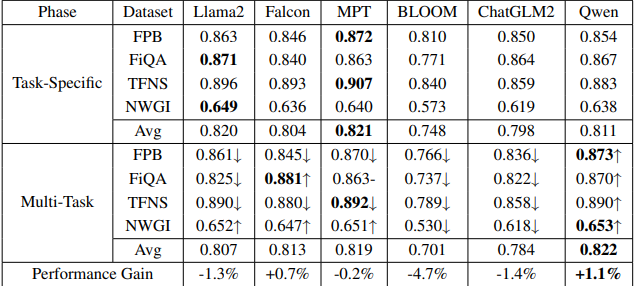 Phase Dataset Llama2 Falcon MPT BLOOM ChatGLM2 Qwen
FPB 0.863 0.846 0.872 0.810 0.850 0.854
FiQA 0.871 0.840 0.863 0.771 0.864 0.867
Task-Specific TFNS 0.896 0.893 0.907 0.840 0.859 0.883
NWGI 0.649 0.636 0.640 0.573 0.619 0.638
Avg 0.820 0.804 0.821 0.748 0.798 0.811
FPB 0.861↓ 0.845↓ 0.870↓ 0.766↓ 0.836↓ 0.873↑
FiQA 0.825↓ 0.881↑ 0.863- 0.737↓ 0.822↓ 0.870↑
Multi-Task TFNS 0.890↓ 0.880↓ 0.892↓ 0.789↓ 0.858↓ 0.890↑
NWGI 0.652↑ 0.647↑ 0.651↑ 0.530↓ 0.618↓ 0.653↑
Avg 0.807 0.813 0.819 0.701 0.784 0.822
Performance Gain -1.3% +0.7% -0.2% -4.7% -1.4% +1.1%